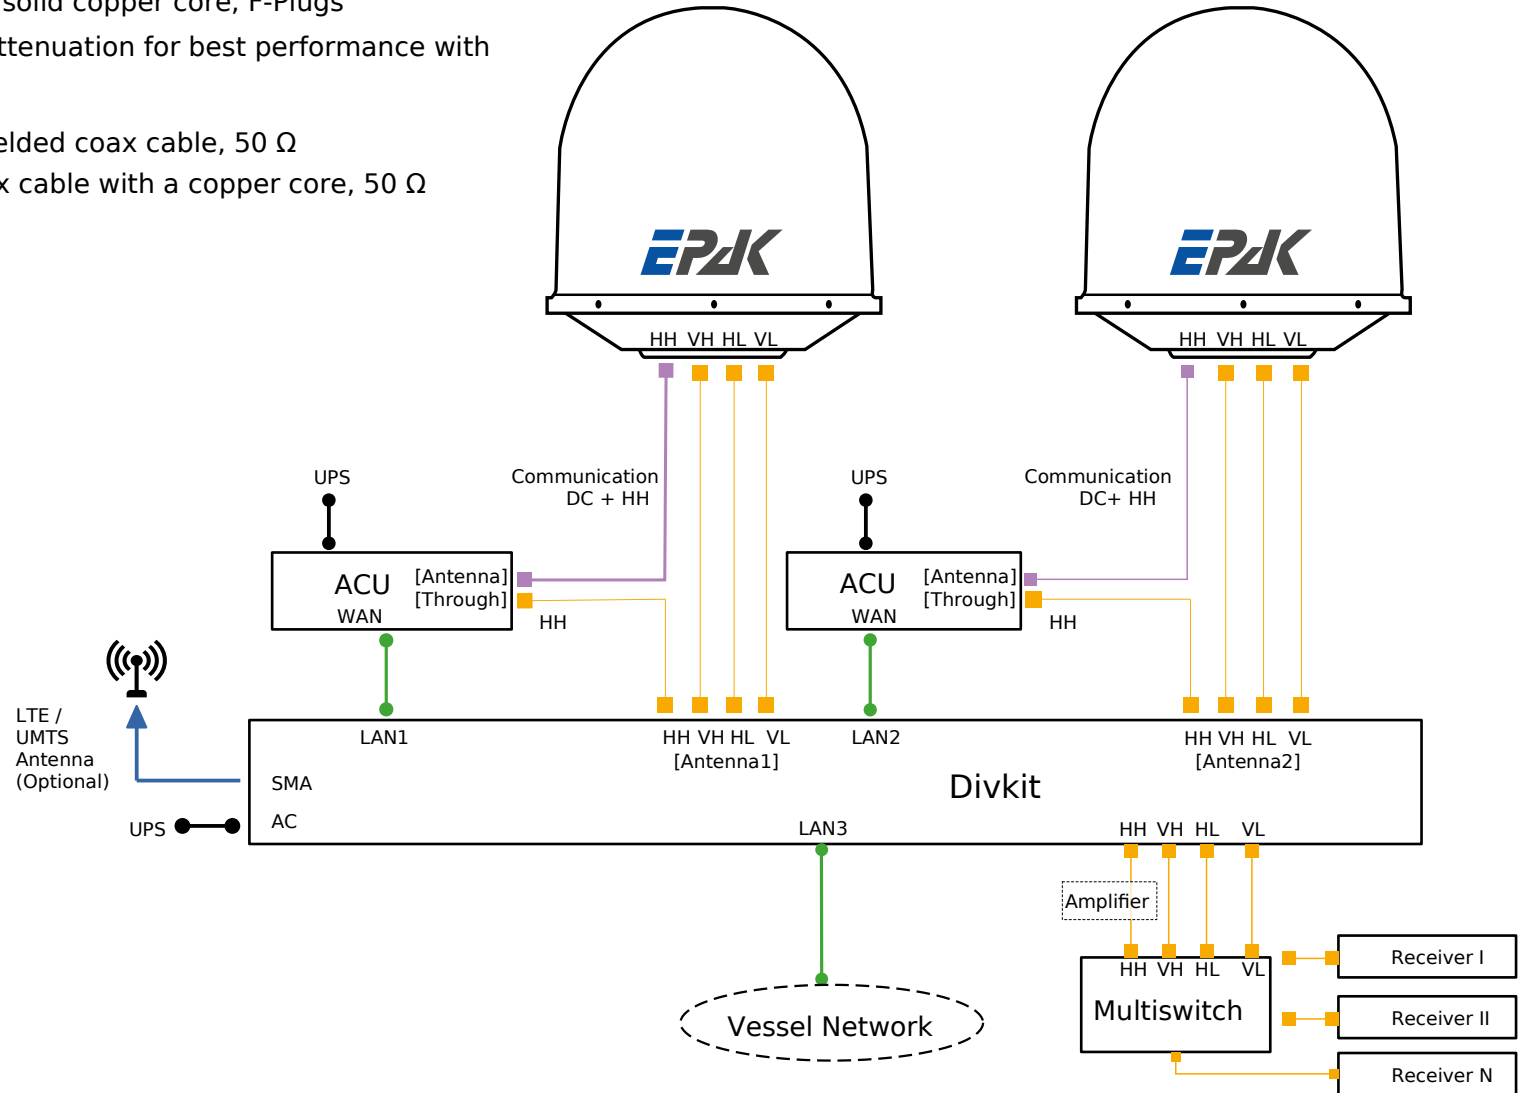 solid copper core, F-Plugs
ttenuation for best performance with
elded coax cable, 50 Ω
x cable with a copper core, 50 Ω
EPAK
EPAK
HH VH HL VL
HH VH HL VL
UPS
Communication
DC + HH
UPS
Communication
DC+ HH
ACU
[Antenna]
[Through]
WAN
HH
ACU
[Antenna]
[Through]
WAN
HH
LTE /
UMTS
Antenna
(Optional)
LAN1
HH VH HL VL
[Antenna1]
LAN2
HH VH HL VL
[Antenna2]
SMA
Divkit
UPS
AC
LAN3
HH VH HL VL
Amplifier
HH VH HL VL
Multiswitch
Vessel Network
Receiver I
Receiver II
Receiver N